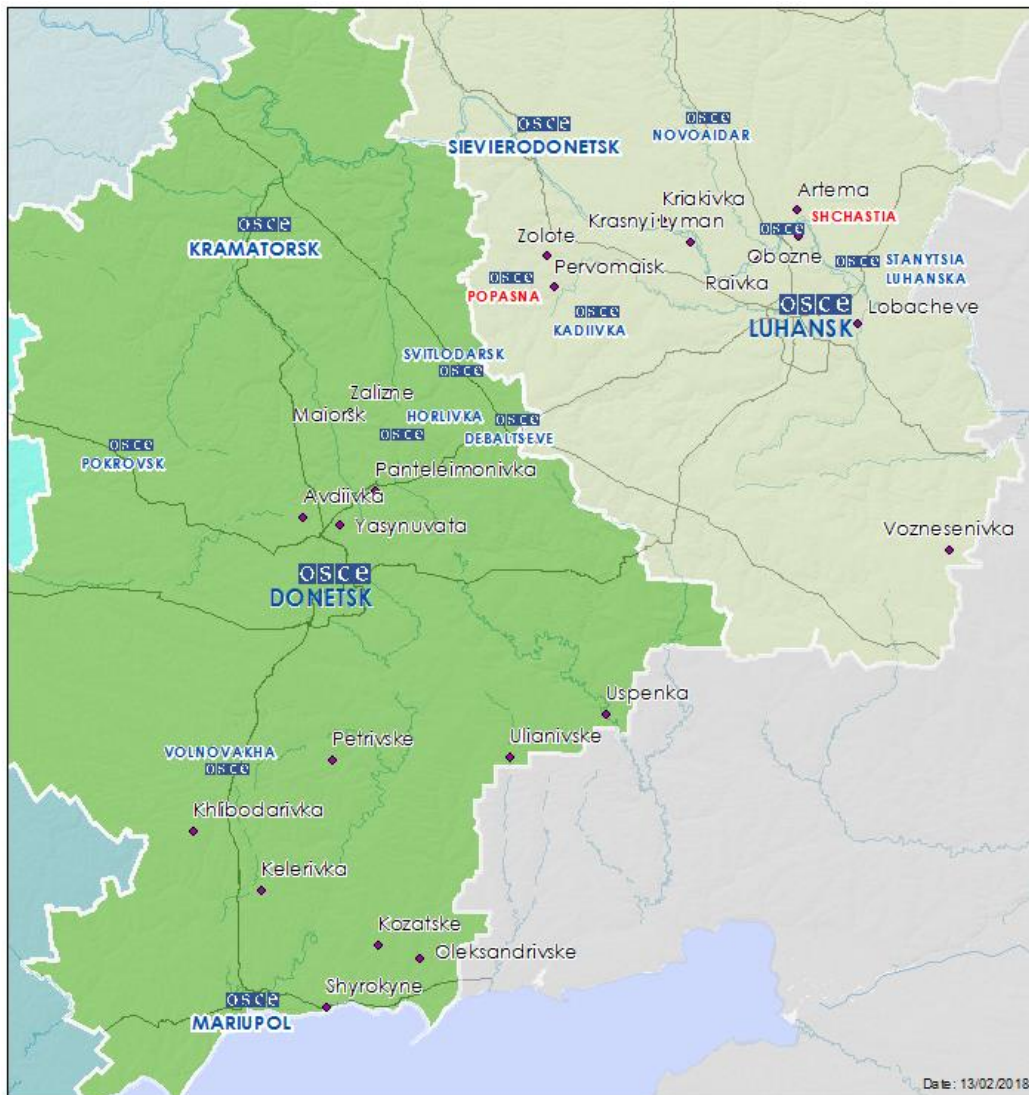 osce
SIEVIERODONETSK
osce
NOVOAIDAR
osce
KRAMATORSK
Artema
SHCHASTIA
osce
Kriakivka
Krasnyi Lyman
Zolote
Pervomaisk
osce
POPASNA
Obozne
Raivka
osce
STANYTSIA
LUHANSKA
osce
KADIIVKA
osce
LUHANSK
Lobacheve
SVITLODARSK
osce
Zalizne
Maiorsk
HORLIVKA
osce
osce
DEBALTSEVE
osce
POKROVSK
Panteleimonivka
Avdiivka
Yasynuvata
Voznesenivka
osce
DONETSK
Uspenka
Ulianivske
Petrivske
VOLNOVAKHA
osce
Khlibodarivka
Kelerivka
Kozatske
Oleksandrivske
Shyrokyne
osce
MARIUPOL
Date: 13/02/2018